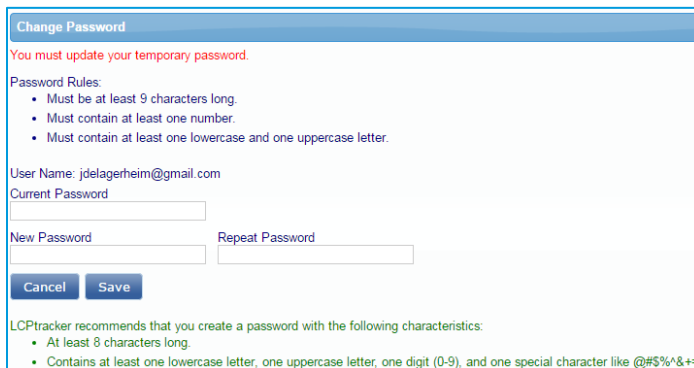 Change Password
You must update your temporary password.
Password Rules:
• Must be at least 9 characters long.
• Must contain at least one number.
• Must contain at least one lowercase and one uppercase letter.
User Name: jdelagerheim@gmail.com
Current Password
New Password Repeat Password
Cancel Save
LCPtracker recommends that you create a password with the following characteristics:
• At least 8 characters long.
• Contains at least one lowercase letter, one uppercase letter, one digit (0-9), and one special character like @#$%^&+=